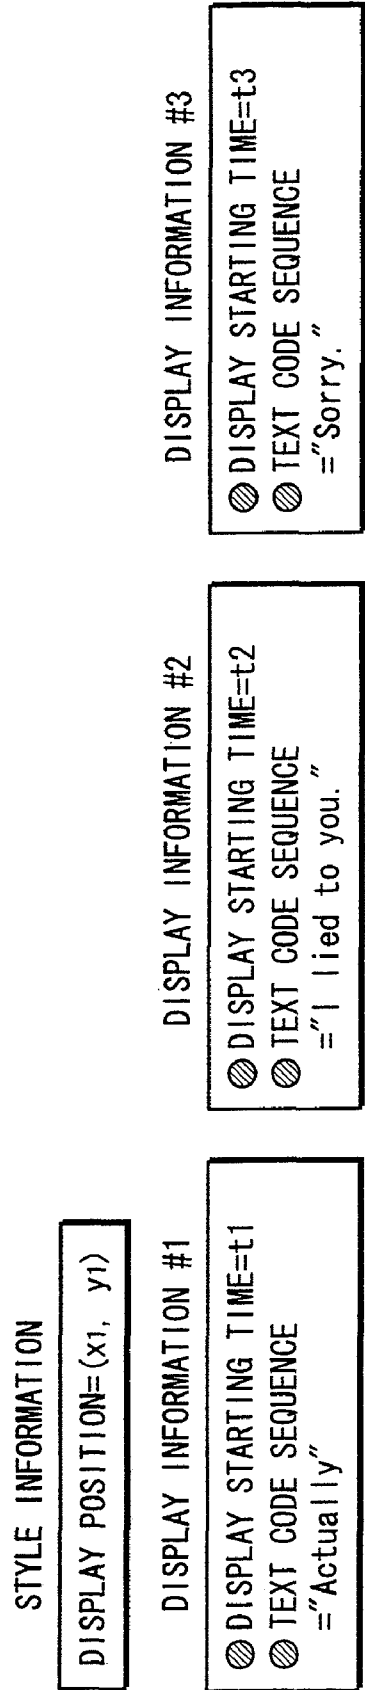 STYLE INFORMATION
DISPLAY POSITION=(x1, y1)
DISPLAY INFORMATION #1
◎DISPLAY STARTING TIME=t1
◎TEXT CODE SEQUENCE
="Actually"
DISPLAY INFORMATION #2
◎DISPLAY STARTING TIME=t2
◎TEXT CODE SEQUENCE
="I lied to you."
DISPLAY INFORMATION #3
◎DISPLAY STARTING TIME=t3
◎TEXT CODE SEQUENCE
="Sorry."